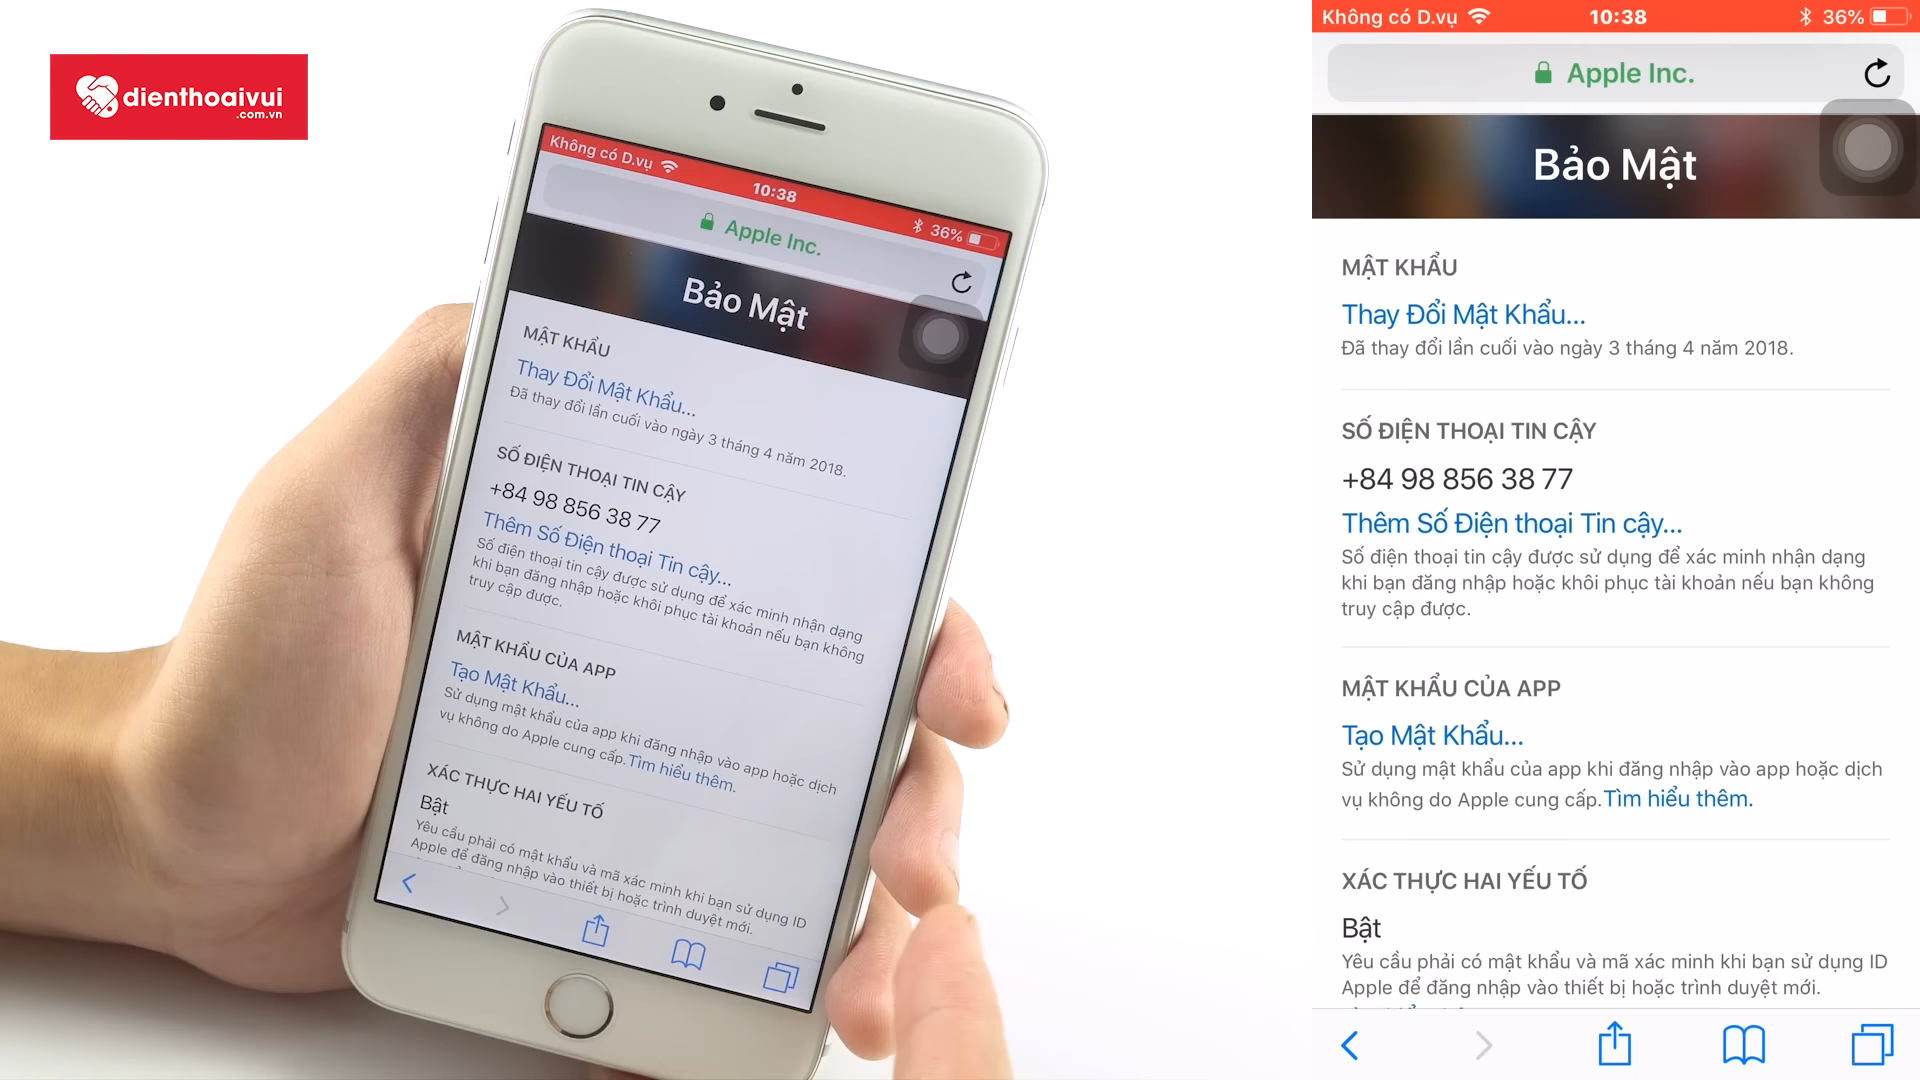 dienthoaivui
.com.vn
Không có D.vụ
10:38
36%
Apple Inc.
Bảo Mật
MẬT KHẨU
Thay Đổi Mật Khẩu...
Đã thay đổi lần cuối vào ngày 3 tháng 4 năm 2018.
SỐ ĐIỆN THOẠI TIN CẬY
+84 98 856 38 77
Thêm Số Điện thoại Tin cậy...
Số điện thoại tin cậy được sử dụng để xác minh nhận dạng
khi bạn đăng nhập hoặc khôi phục tài khoản nếu bạn không
truy cập được.
MẬT KHẨU CỦA APP
Tạo Mật Khẩu...
Sử dụng mật khẩu của app khi đăng nhập vào app hoặc dịch
vụ không do Apple cung cấp.Tìm hiểu thêm.
XÁC THỰC HAI YẾU TỐ
Bật
Yêu cầu phải có mật khẩu và mã xác minh khi bạn sử dụng ID
Apple để đăng nhập vào thiết bị hoặc trình duyệt mới.
Không có D.vụ
10:38
36%
Apple Inc.
Bảo Mật
MẬT KHẨU
Thay Đổi Mật Khẩu...
Đã thay đổi lần cuối vào ngày 3 tháng 4 năm 2018.
SỐ ĐIỆN THOẠI TIN CẬY
+84 98 856 38 77
Thêm Số Điện thoại Tin cậy...
Số điện thoại tin cậy được sử dụng để xác minh nhận dạng
khi bạn đăng nhập hoặc khôi phục tài khoản nếu bạn không
truy cập được.
MẬT KHẨU CỦA APP
Tạo Mật Khẩu...
Sử dụng mật khẩu của app khi đăng nhập vào app hoặc dịch
vụ không do Apple cung cấp.Tìm hiểu thêm.
XÁC THỰC HAI YẾU TỐ
Bật
Yêu cầu phải có mật khẩu và mã xác minh khi bạn sử dụng ID
Apple để đăng nhập vào thiết bị hoặc trình duyệt mới.